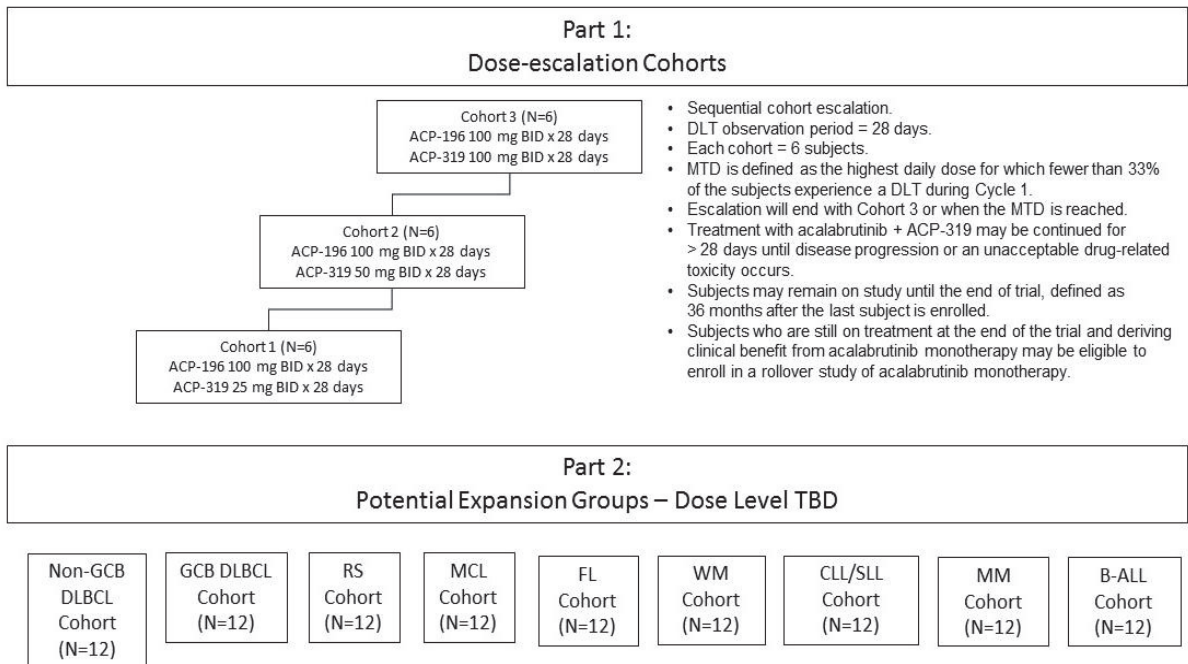 Part 1:
Dose-escalation Cohorts
Cohort 3 (N=6)
ACP-196 100 mg BID x 28 days
ACP-319 100 mg BID x 28 days
Cohort 2 (N=6)
ACP-196 100 mg BID x 28 days
ACP-319 50 mg BID x 28 days
Cohort 1 (N=6)
ACP-196 100 mg BID x 28 days
ACP-319 25 mg BID x 28 days
• Sequential cohort escalation.
• DLT observation period = 28 days.
• Each cohort = 6 subjects.
• MTD is defined as the highest daily dose for which fewer than 33%
of the subjects experience a DLT during Cycle 1.
• Escalation will end with Cohort 3 or when the MTD is reached.
• Treatment with acalabrutinib + ACP-319 may be continued for
> 28 days until disease progression or an unacceptable drug-related
toxicity occurs.
• Subjects may remain on study until the end of trial, defined as
36 months after the last subject is enrolled.
• Subjects who are still on treatment at the end of the trial and deriving
clinical benefit from acalabrutinib monotherapy may be eligible to
enroll in a rollover study of acalabrutinib monotherapy.
Part 2:
Potential Expansion Groups – Dose Level TBD
Non-GCB
DLBCL
Cohort
(N=12)
GCB DLBCL
Cohort
(N=12)
RS
Cohort
(N=12)
MCL
Cohort
(N=12)
FL
Cohort
(N=12)
WM
Cohort
(N=12)
CLL/SLL
Cohort
(N=12)
MM
Cohort
(N=12)
B-ALL
Cohort
(N=12)